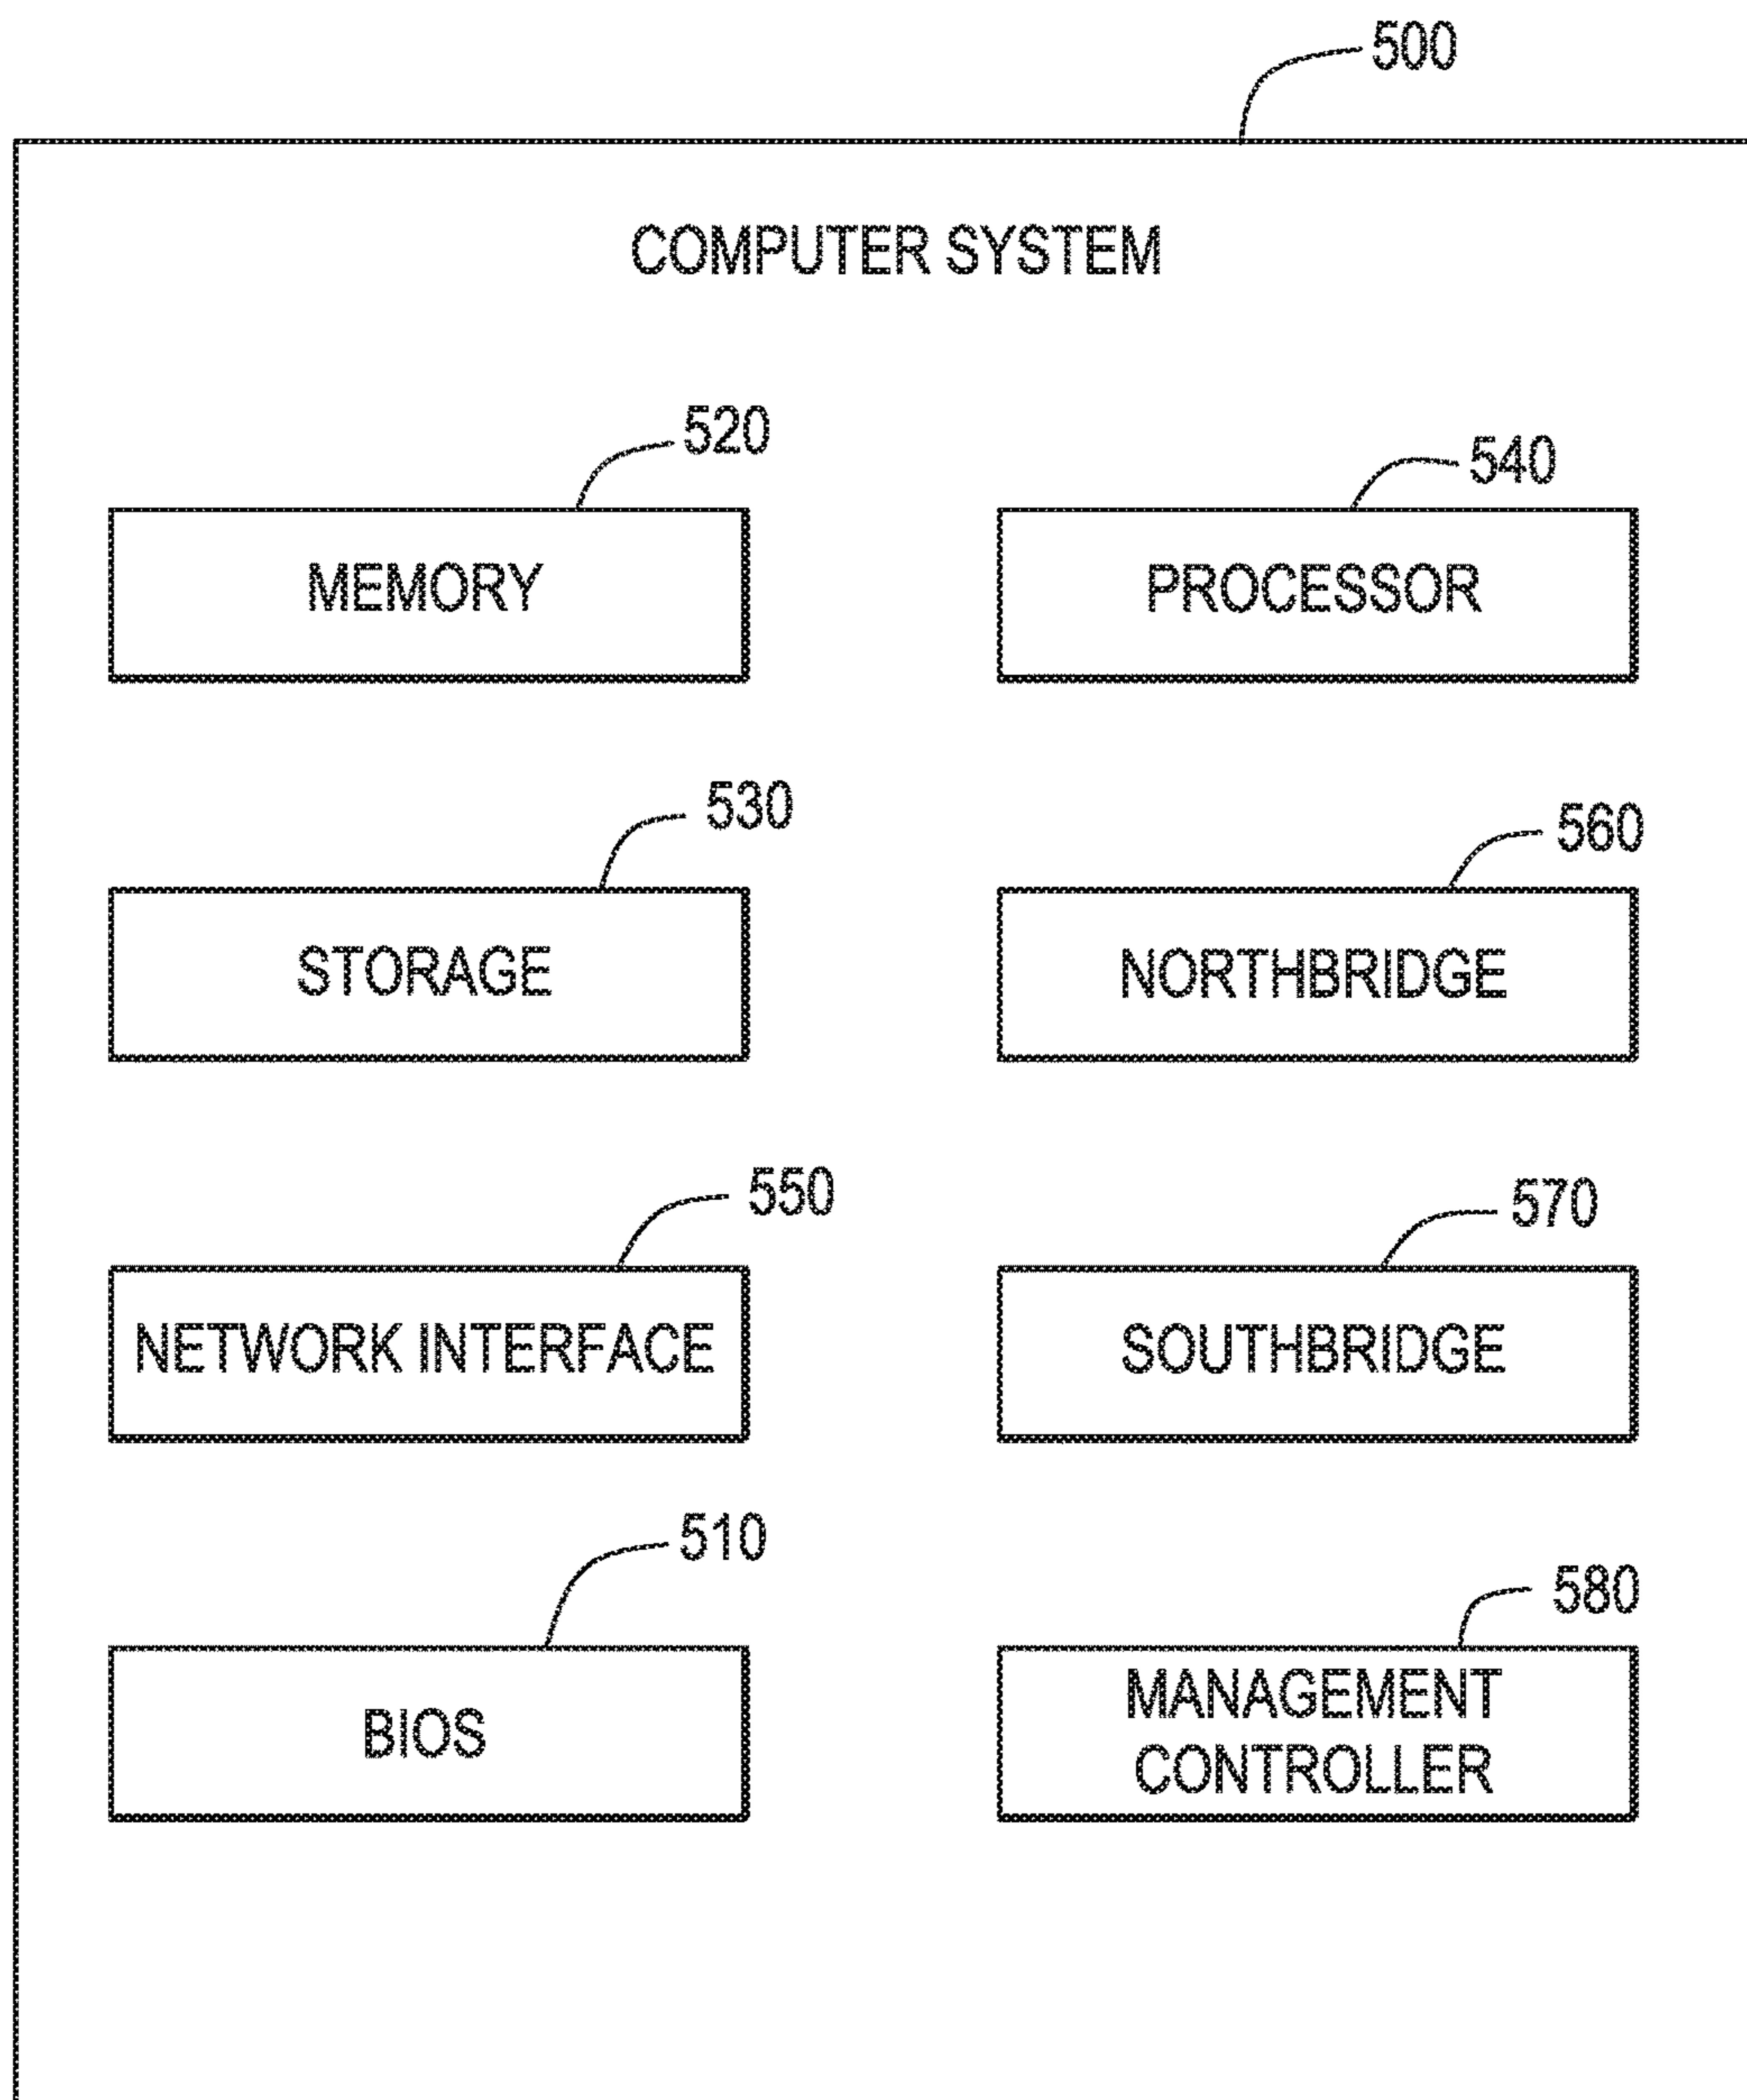 500
COMPUTER SYSTEM
520
540
MEMORY
PROCESSOR
530
560
STORAGE
NORTHBRIDGE
550
570
NETWORK INTERFACE
SOUTHBRIDGE
510
580
BIOS
MANAGEMENT
CONTROLLER